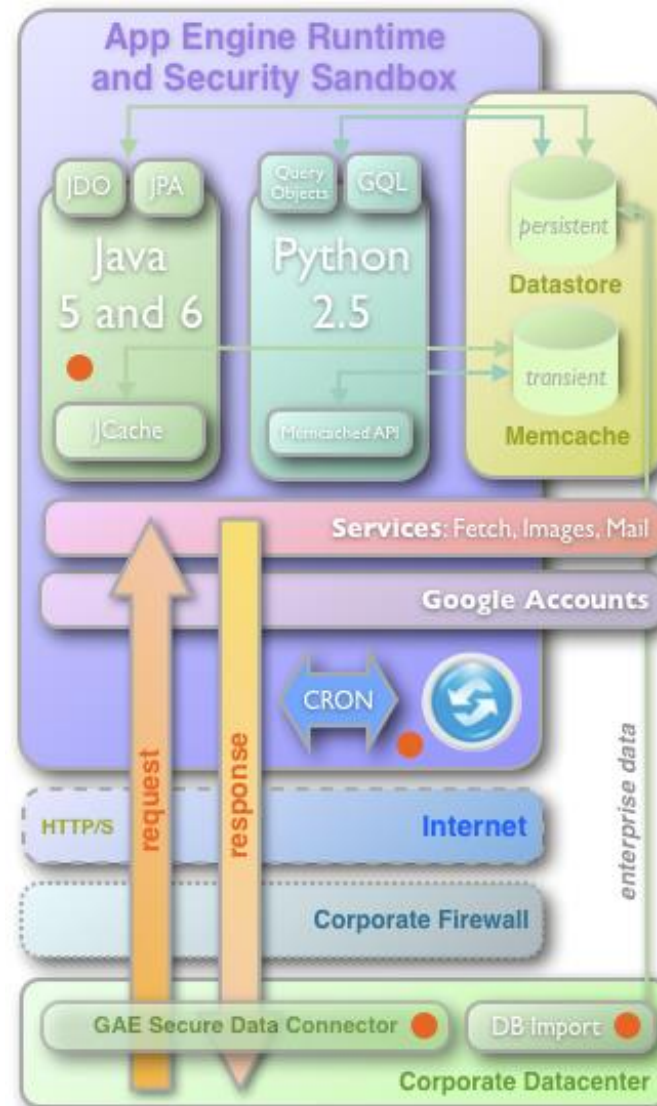 App Engine Runtime
and Security Sandbox
JDO
JPA
Query
Objects
GQL
Java
5 and 6
Python
2.5
persistent
Datastore
transient
Memcache
JCache
Memcached API
Services: Fetch, Images, Mail
Google Accounts
CRON
request
response
enterprise data
HTTP/S
Internet
Corporate Firewall
GAE Secure Data Connector
DB Import
Corporate Datacenter